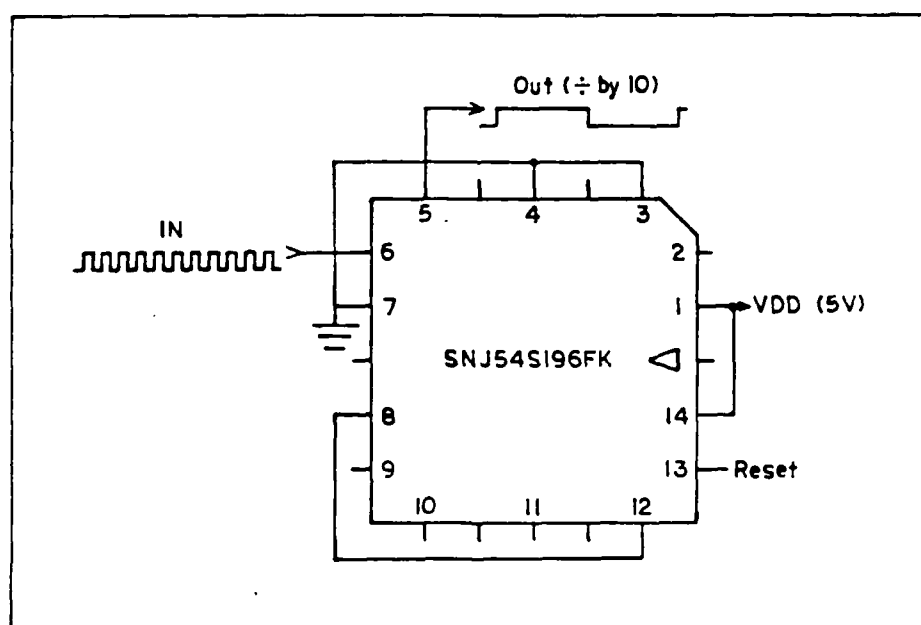 Out (÷ by 10)
5 4 3
IN
6 2
7 1 VDD (5V)
SNJ54S196FK
8 14
9 13 Reset
10 11 12